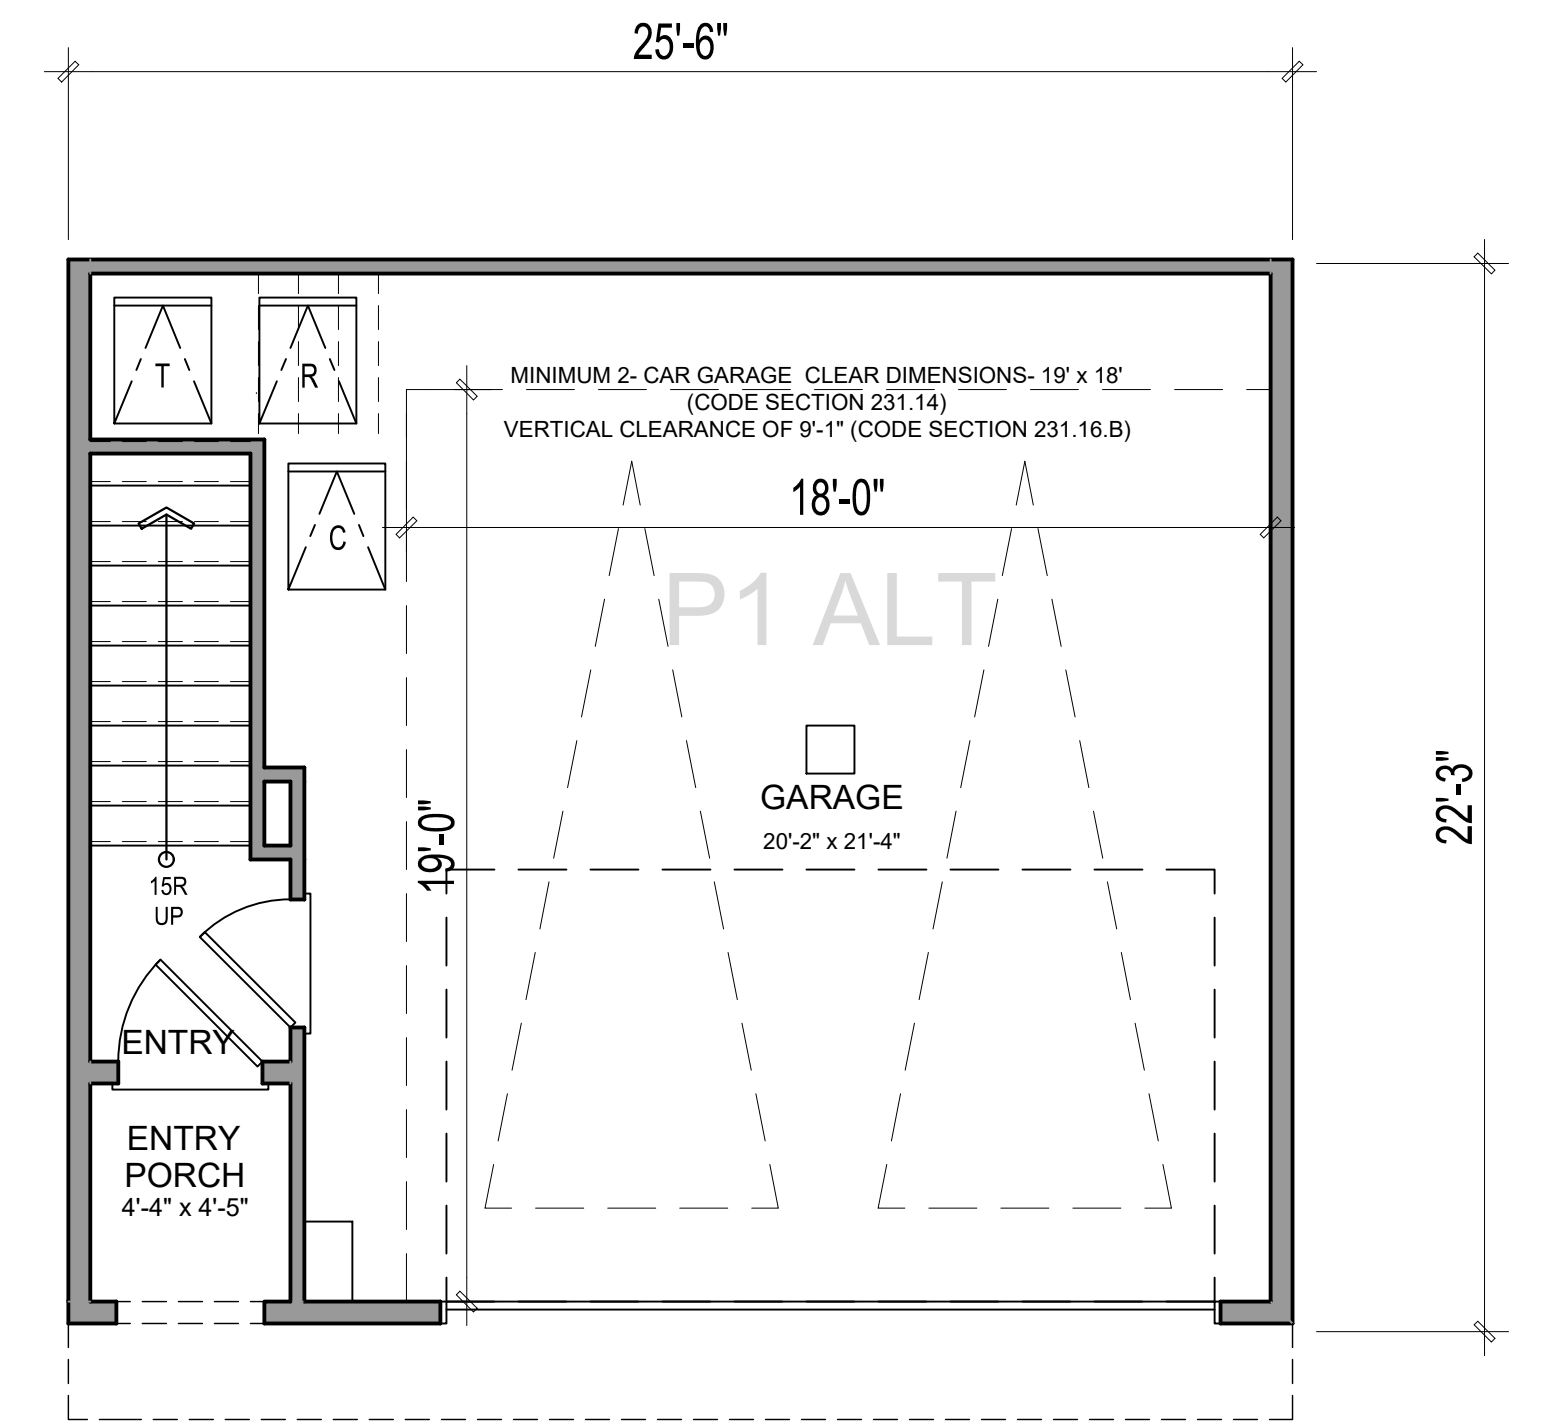 25'-6"
T
R
MINIMUM 2- CAR GARAGE CLEAR DIMENSIONS- 19' x 18'
(CODE SECTION 231.14)
VERTICAL CLEARANCE OF 9'-1" (CODE SECTION 231.16.B)
18'-0"
C
P1 ALT
GARAGE
20'-2" x 21'-4"
19'-0"
22'-3"
15R
UP
ENTRY
ENTRY
PORCH
4'-4" x 4'-5"